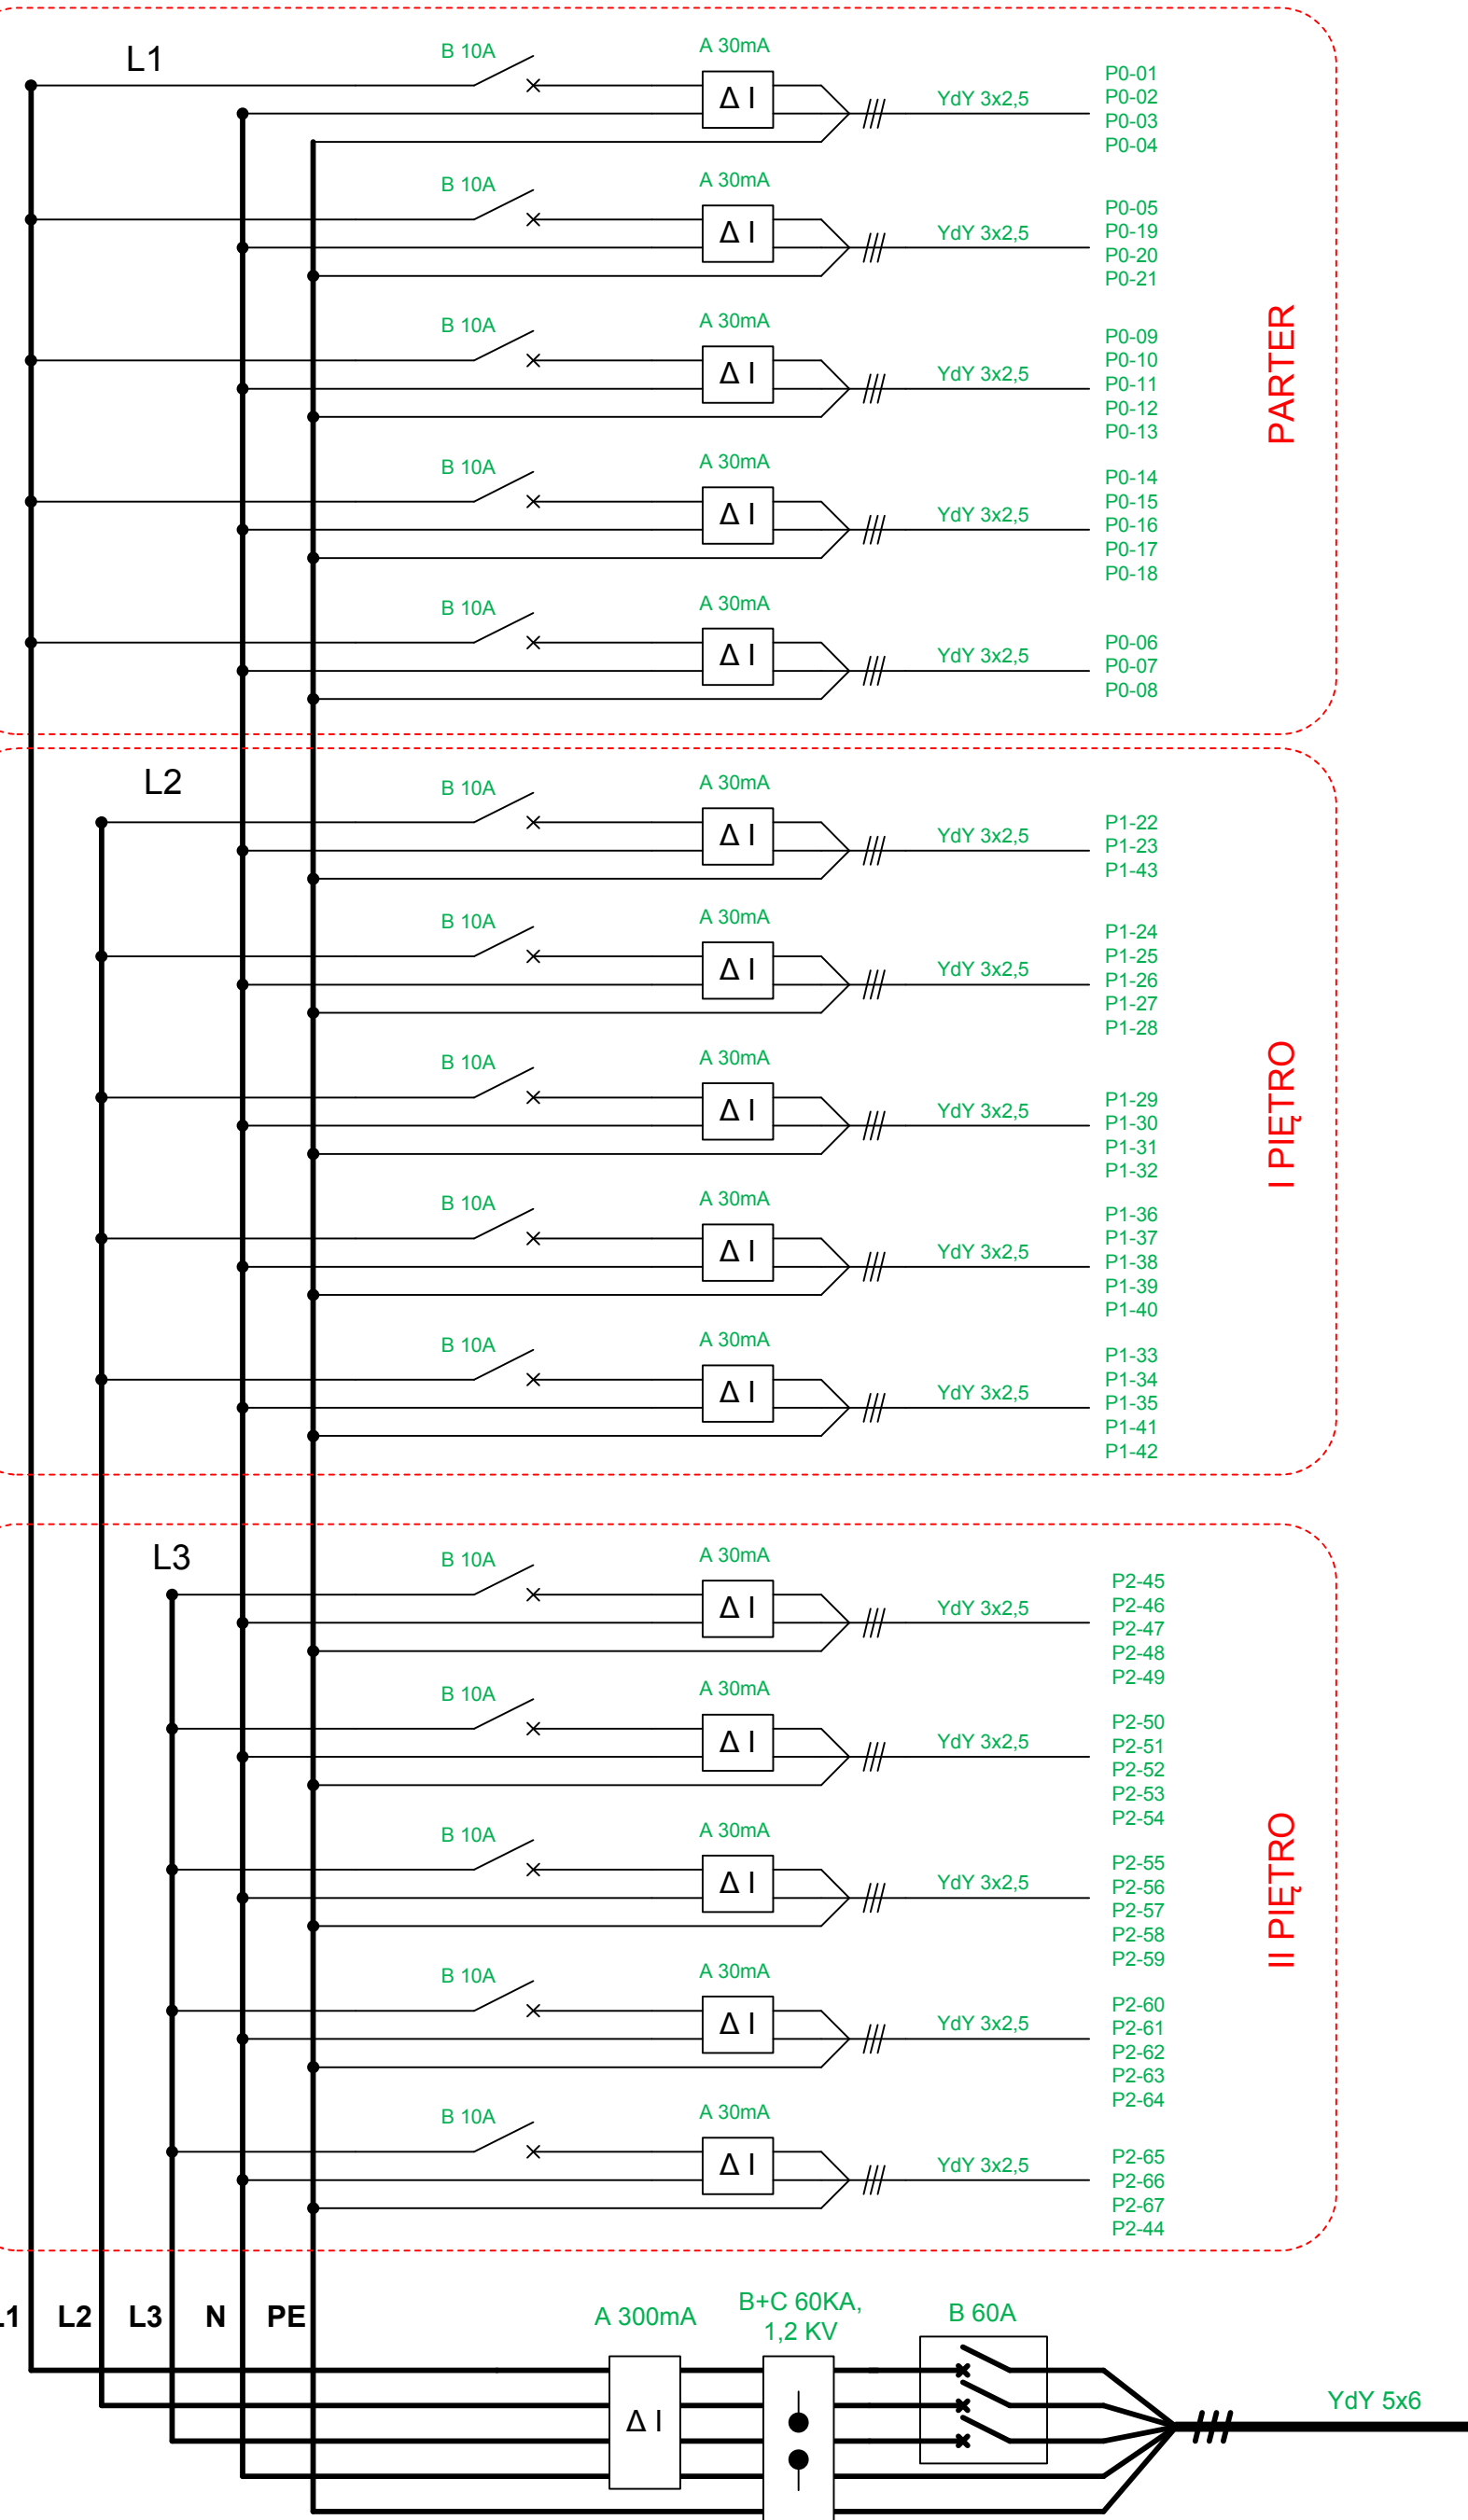 L1
B 10A
A 30mA
Δ I
YdY 3x2,5
P0-01
P0-02
P0-03
P0-04
B 10A
A 30mA
Δ I
YdY 3x2,5
P0-05
P0-19
P0-20
P0-21
B 10A
A 30mA
Δ I
YdY 3x2,5
P0-09
P0-10
P0-11
P0-12
P0-13
PARTER
B 10A
A 30mA
Δ I
YdY 3x2,5
P0-14
P0-15
P0-16
P0-17
P0-18
B 10A
A 30mA
Δ I
YdY 3x2,5
P0-06
P0-07
P0-08
L2
B 10A
A 30mA
Δ I
YdY 3x2,5
P1-22
P1-23
P1-43
B 10A
A 30mA
Δ I
YdY 3x2,5
P1-24
P1-25
P1-26
P1-27
P1-28
B 10A
A 30mA
Δ I
YdY 3x2,5
P1-29
P1-30
P1-31
P1-32
I PIĘTRO
B 10A
A 30mA
Δ I
YdY 3x2,5
P1-36
P1-37
P1-38
P1-39
P1-40
B 10A
A 30mA
Δ I
YdY 3x2,5
P1-33
P1-34
P1-35
P1-41
P1-42
L3
B 10A
A 30mA
Δ I
YdY 3x2,5
P2-45
P2-46
P2-47
P2-48
P2-49
B 10A
A 30mA
Δ I
YdY 3x2,5
P2-50
P2-51
P2-52
P2-53
P2-54
B 10A
A 30mA
Δ I
YdY 3x2,5
P2-55
P2-56
P2-57
P2-58
P2-59
II PIĘTRO
B 10A
A 30mA
Δ I
YdY 3x2,5
P2-60
P2-61
P2-62
P2-63
P2-64
B 10A
A 30mA
Δ I
YdY 3x2,5
P2-65
P2-66
P2-67
P2-44
L1 L2 L3 N PE
A 300mA
Δ I
B+C 60KA,
1,2 KV
B 60A
YdY 5x6